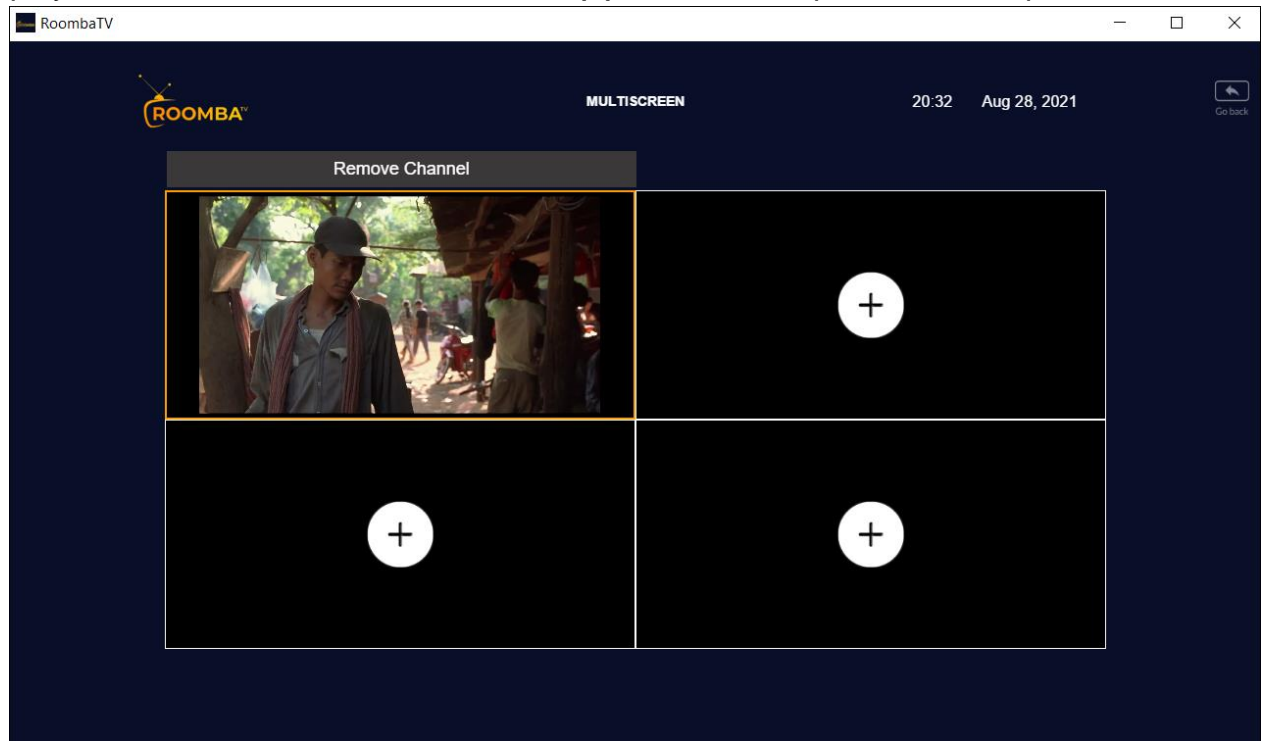 RoombaTV
ROOMBA TV
MULTISCREEN
20:32 Aug 28, 2021
Go back
Remove Channel